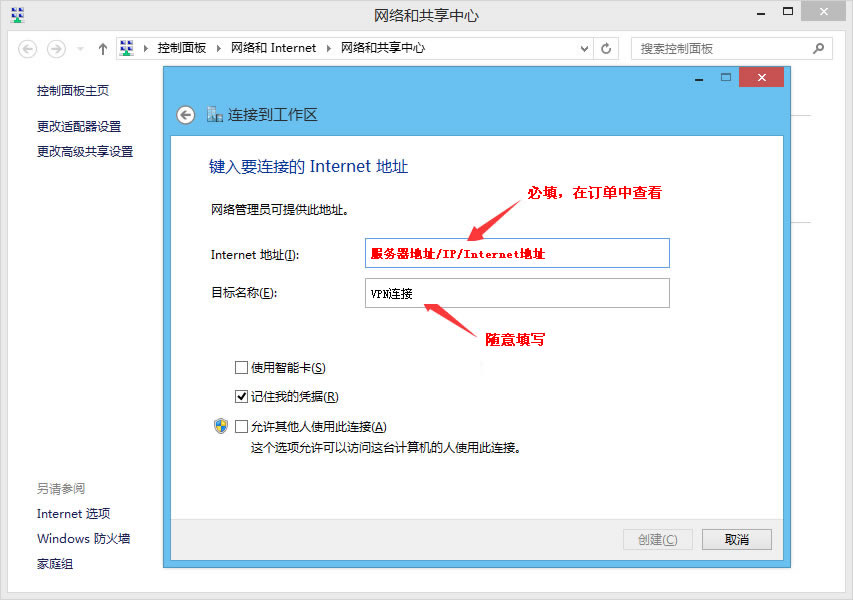 网络和共享中心
控制面板 网络和 Internet 网络和共享中心
搜索控制面板
控制面板主页
更改适配器设置
更改高级共享设置
连接到工作区
键入要连接的 Internet 地址
必填，在订单中查看
网络管理员可提供此地址。
Internet 地址(I):
服务器地址/IP/Internet地址
目标名称(E):
VPN连接
随意填写
使用智能卡(S)
记住我的凭据(R)
允许其他人使用此连接(A)
这个选项允许可以访问这台计算机的人使用此连接。
另请参阅
Internet 选项
Windows 防火墙
家庭组
创建(C)
取消